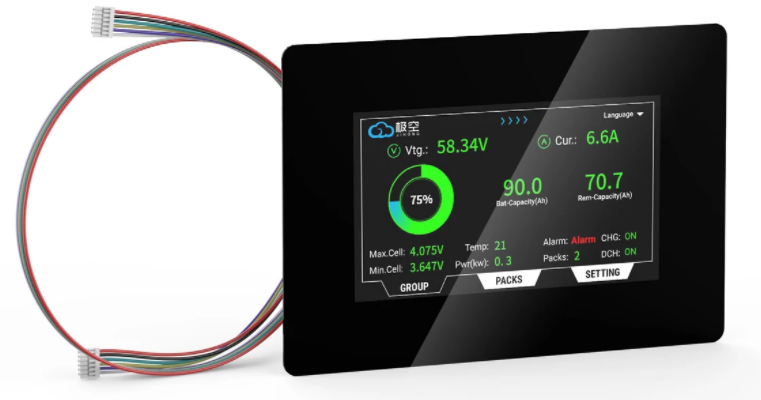 极空
JIKONG
>>>>
Language
V Vtg.: 58.34V
A Cur.: 6.6A
75%
90.0
Bat-Capacity(Ah)
70.7
Rem-Capacity(Ah)
Max.Cell: 4.075V
Min.Cell: 3.647V
Temp: 21
Pwr(kw): 0.3
Alarm: Alarm
Packs: 2
CHG: ON
DCH: ON
GROUP
PACKS
SETTING